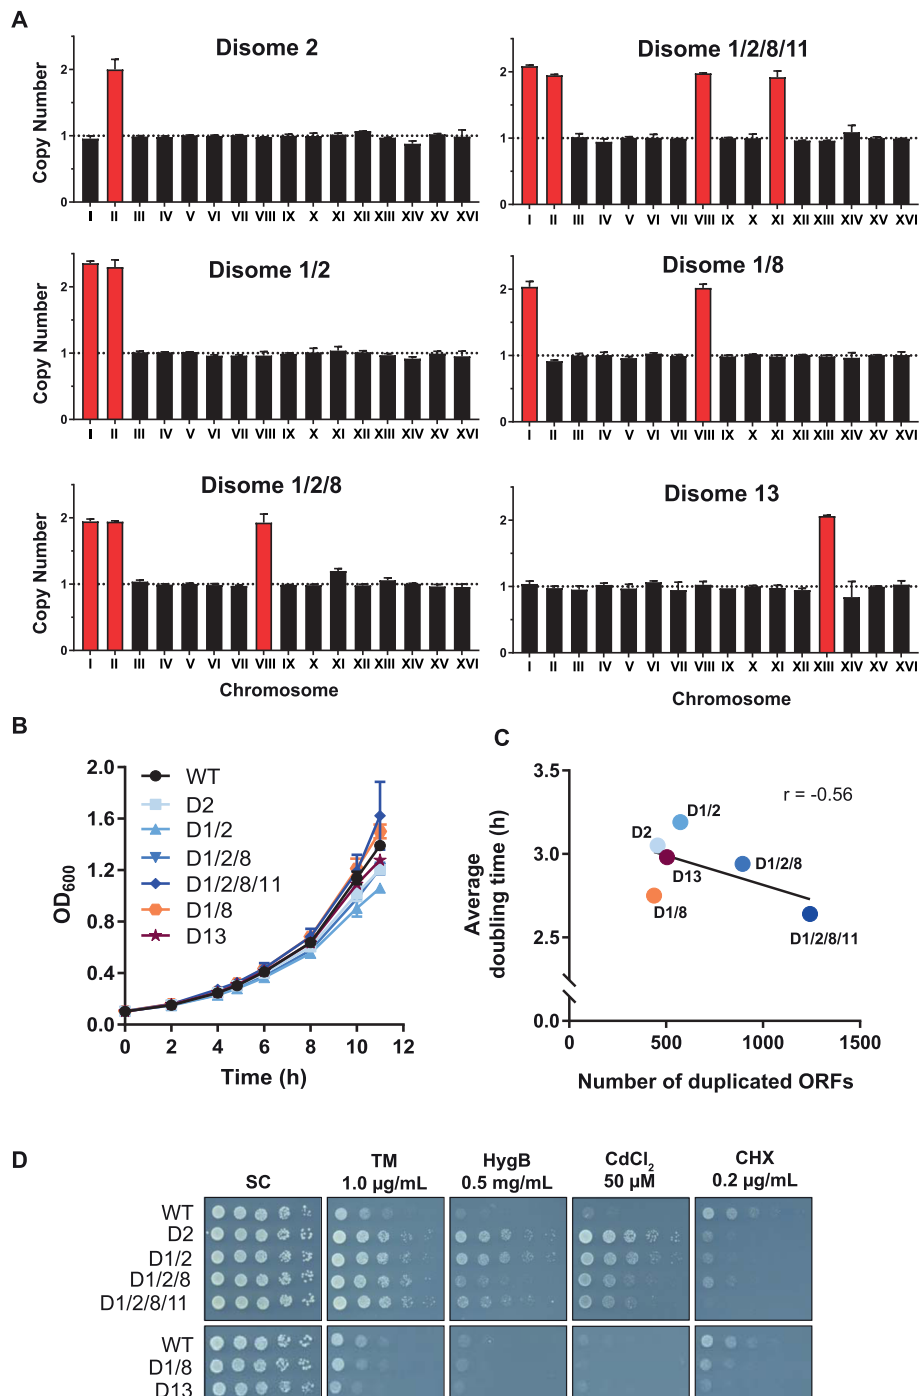 A
Disome 2
Copy Number
2
1
0
I II III IV V VI VII VIII IX X XI XII XIII XIV XV XVI
Disome 1/2/8/11
2
1
0
I II III IV V VI VII VIII IX X XI XII XIII XIV XV XVI
Disome 1/2
Copy Number
2
1
0
I II III IV V VI VII VIII IX X XI XII XIII XIV XV XVI
Disome 1/8
2
1
0
I II III IV V VI VII VIII IX X XI XII XIII XIV XV XVI
Disome 1/2/8
Copy Number
2
1
0
I II III IV V VI VII VIII IX X XI XII XIII XIV XV XVI
Chromosome
Disome 13
2
1
0
I II III IV V VI VII VIII IX X XI XII XIII XIV XV XVI
Chromosome
B
OD600
2.0
1.6
1.2
0.8
0.4
0.0
WT
D2
D1/2
D1/2/8
D1/2/8/11
D1/8
D13
0 2 4 6 8 10 12
Time (h)
C
Average
doubling time (h)
3.5
3.0
2.5
0.0
r = -0.56
D1/2
D2
D13
D1/2/8
D1/8
D1/2/8/11
0 500 1000 1500
Number of duplicated ORFs
D
SC
TM
1.0 µg/mL
HygB
0.5 mg/mL
CdCl2
50 µM
CHX
0.2 µg/mL
WT
D2
D1/2
D1/2/8
D1/2/8/11
WT
D1/8
D13